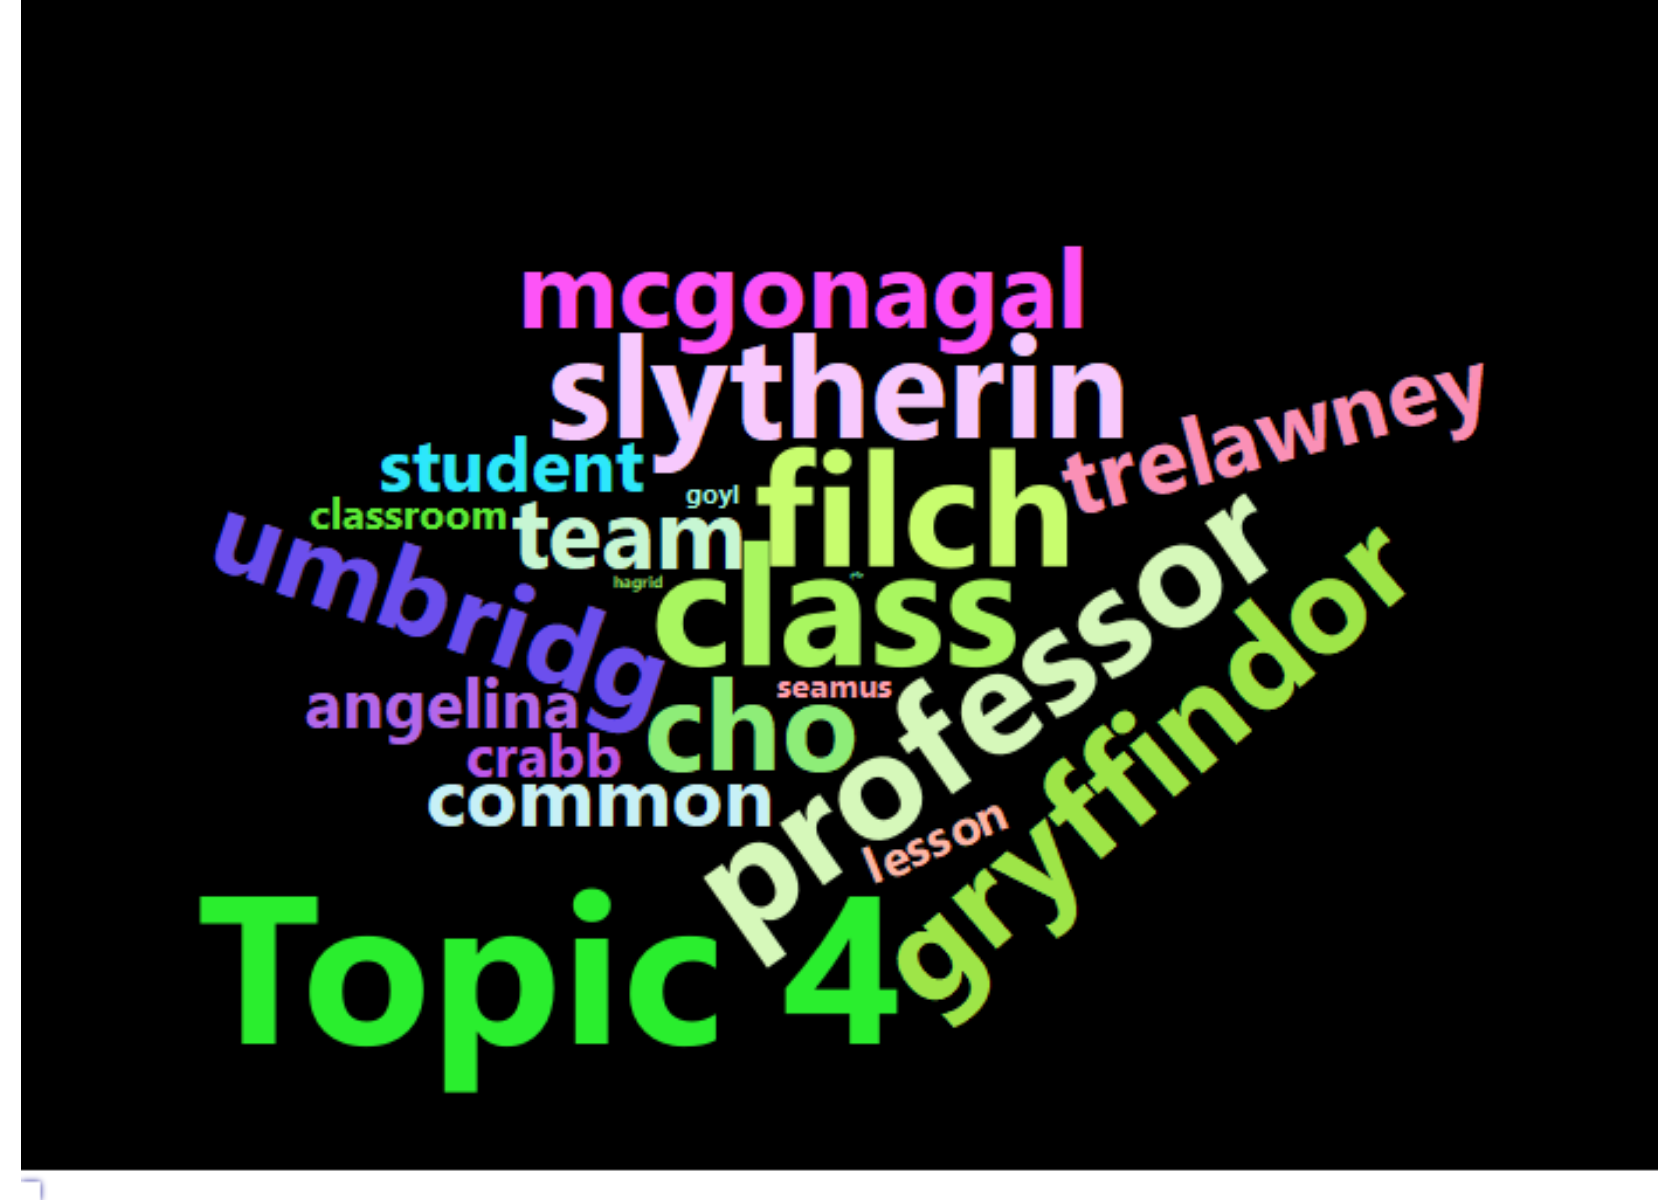 mcgonagal
slytherin
trelawney
student
filch
goyl
classroom
team
umbridg
hagrid
class
professor
gryffindor
angelina
seamus
cho
crabb
common
lesson
Topic 4